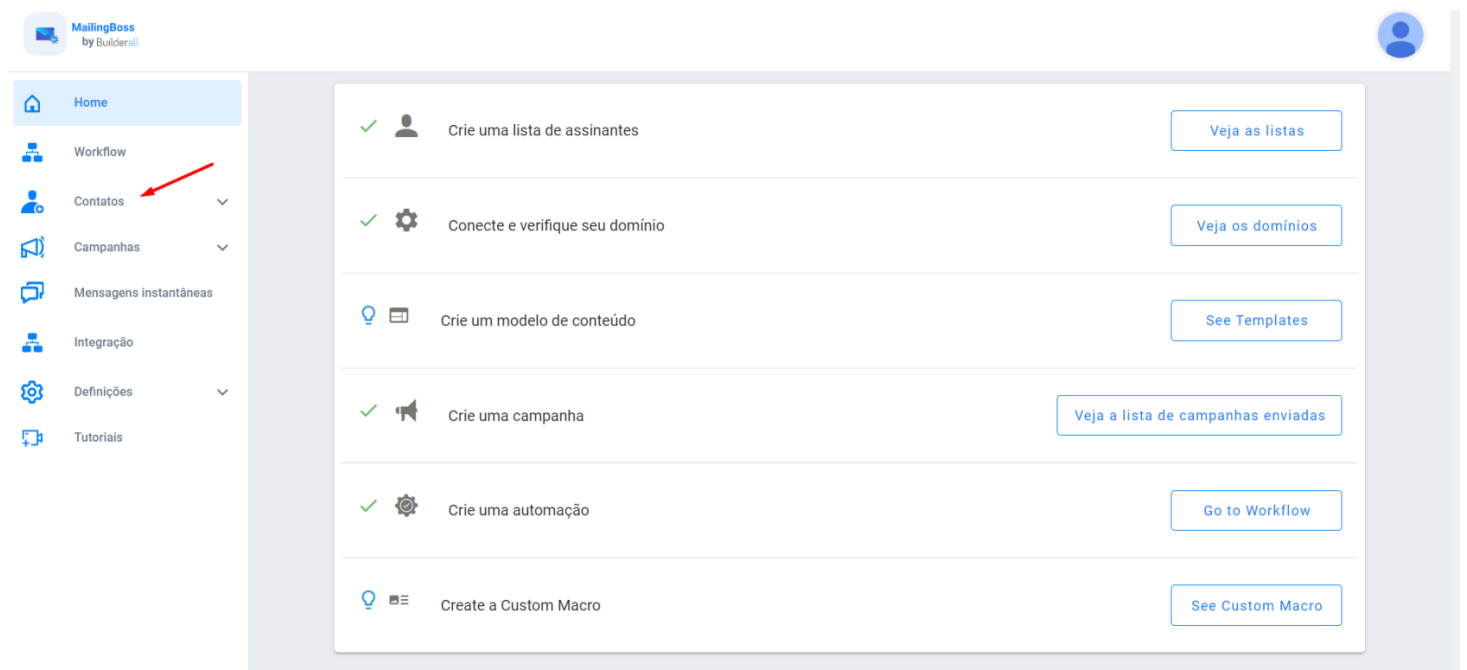 MailingBoss
by Builderall
Home
Workflow
Contatos
Campanhas
Mensagens instantâneas
Integração
Definições
Tutoriais
Crie uma lista de assinantes
Veja as listas
Conecte e verifique seu domínio
Veja os domínios
Crie um modelo de conteúdo
See Templates
Crie uma campanha
Veja a lista de campanhas enviadas
Crie uma automação
Go to Workflow
Create a Custom Macro
See Custom Macro